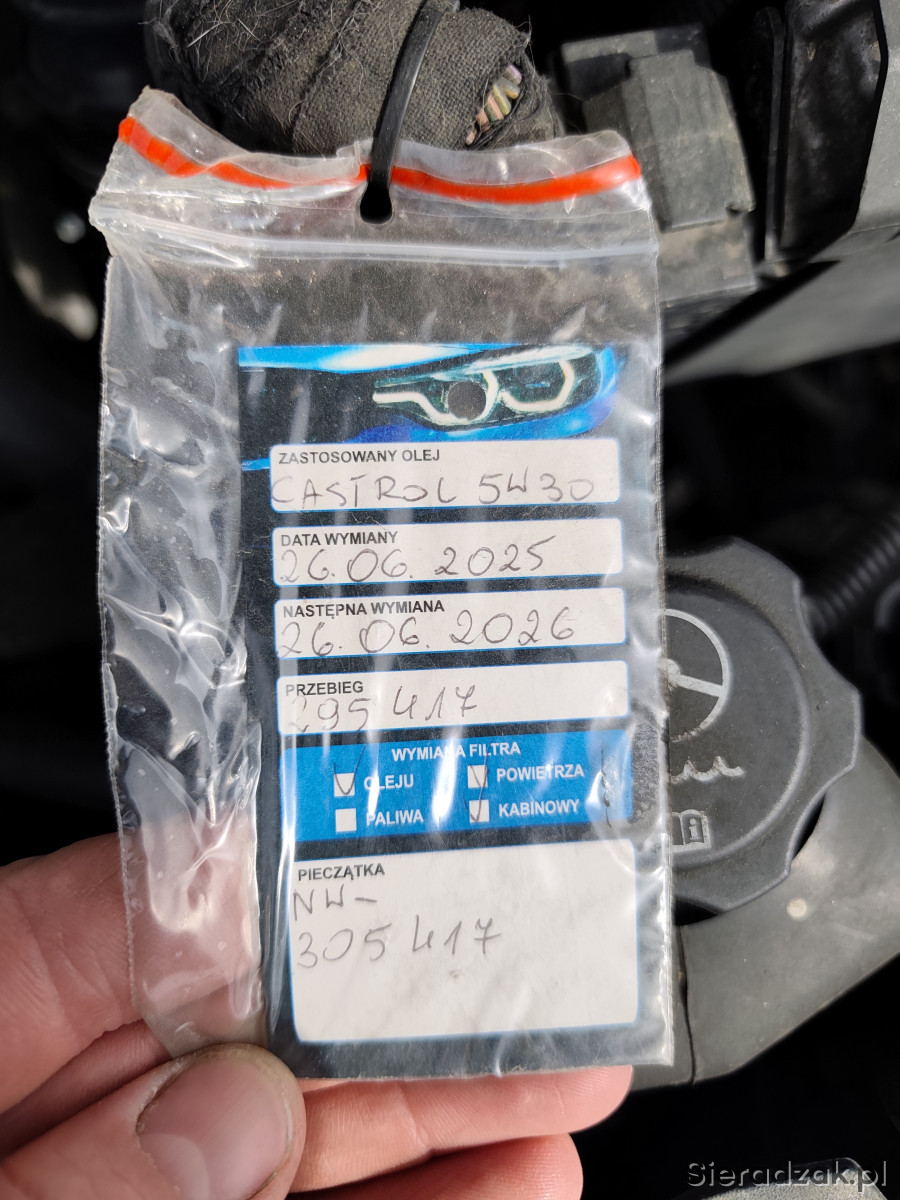 ZASTOSOWANY OLEJ
CASTROL 5W30
DATA WYMIANY
26.06.2025
NASTĘPNA WYMIANA
26.06.2026
PRZEBIEG
295 417
WYMIANA FILTRA
OLEJU POWIETRZA
PALIWA KABINOWY
PIECZĄTKA
NW-
305 417
Sieradzak.pl